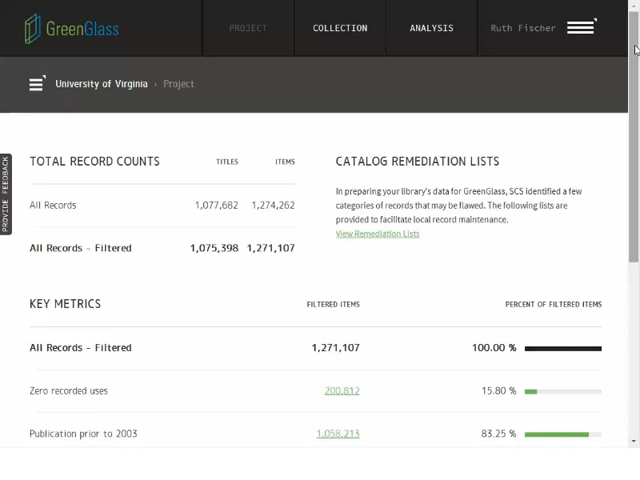 GreenGlass
PROJECT
COLLECTION
ANALYSIS
Ruth Fischer
University of Virginia › Project
PROVIDE FEEDBACK
TOTAL RECORD COUNTS TITLES ITEMS
All Records 1,077,682 1,274,262
All Records - Filtered 1,075,398 1,271,107
CATALOG REMEDIATION LISTS
In preparing your library's data for GreenGlass, SCS identified a few
categories of records that may be flawed. The following lists are
provided to facilitate local record maintenance.
View Remediation Lists
KEY METRICS FILTERED ITEMS PERCENT OF FILTERED ITEMS
All Records - Filtered 1,271,107 100.00 %
Zero recorded uses 200,812 15.80 %
Publication prior to 2003 1,058,213 83.25 %